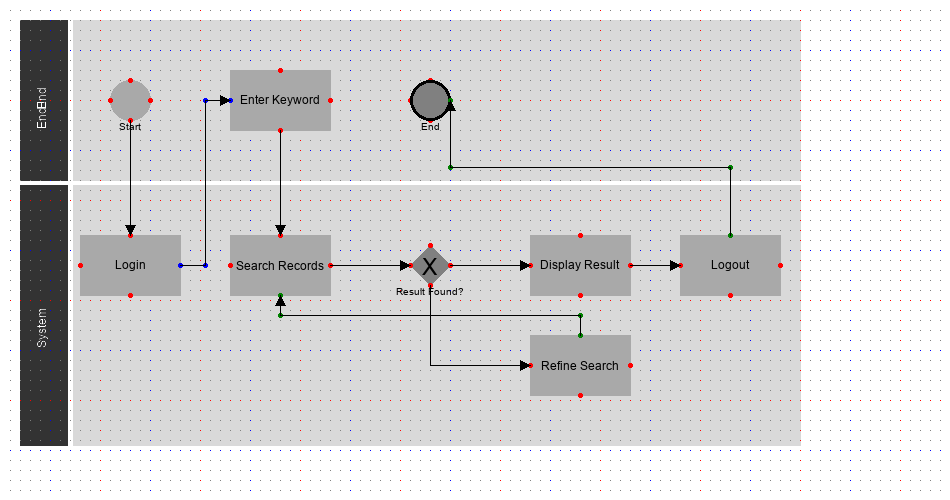 EndEnd
Start
Enter Keyword
End
System
Login
Search Records
X
Result Found?
Display Result
Logout
Refine Search